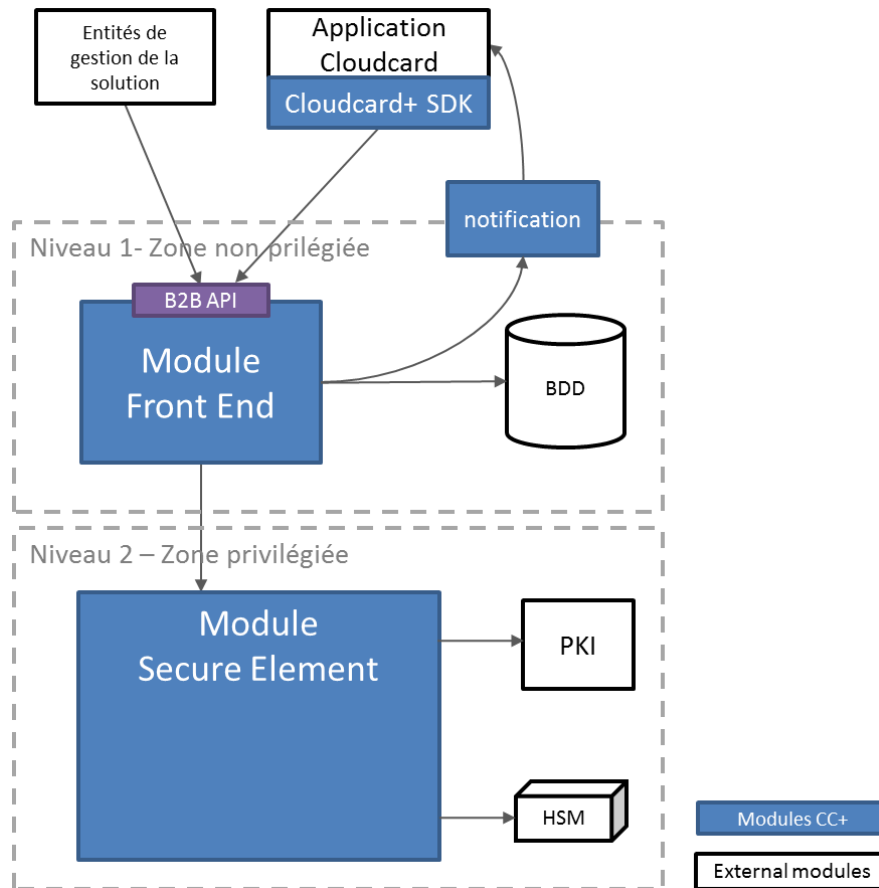 Entités de
gestion de la
solution
Application
Cloudcard
Cloudcard+ SDK
notification
Niveau 1- Zone non prilégiée
B2B API
Module
Front End
BDD
Niveau 2 – Zone privilégiée
Module
Secure Element
PKI
HSM
Modules CC+
External modules